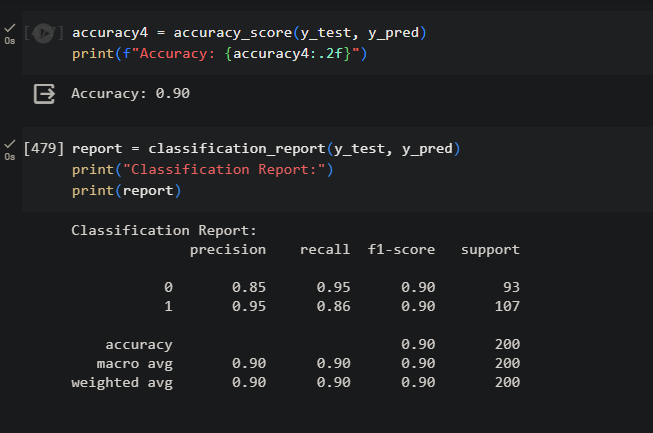 accuracy4 = accuracy_score(y_test, y_pred)
0s
print(f"Accuracy: {accuracy4:.2f}")
Accuracy: 0.90
[479] report = classification_report(y_test, y_pred)
0s
print("Classification Report:")
print(report)
Classification Report:
precision recall f1-score support
0 0.85 0.95 0.90 93
1 0.95 0.86 0.90 107
accuracy 0.90 200
macro avg 0.90 0.90 0.90 200
weighted avg 0.90 0.90 0.90 200